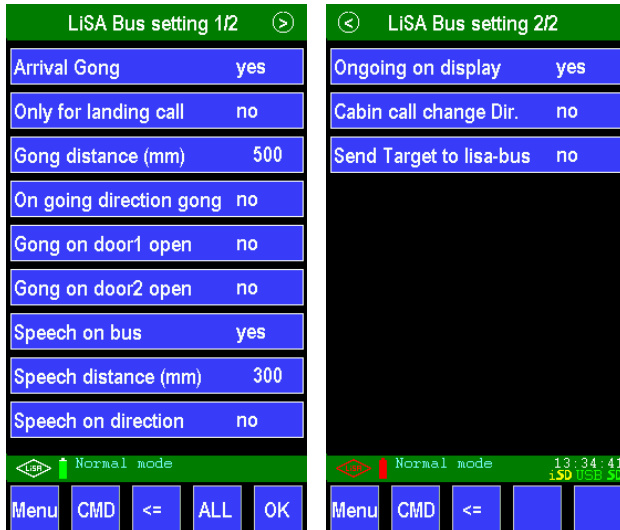 LiSA Bus setting 1/2 >
Arrival Gong yes
Only for landing call no
Gong distance (mm) 500
On going direction gong no
Gong on door1 open no
Gong on door2 open no
Speech on bus yes
Speech distance (mm) 300
Speech on direction no
LiSA Normal mode
Menu CMD <= ALL OK
< LiSA Bus setting 2/2
Ongoing on display yes
Cabin call change Dir. no
Send Target to lisa-bus no
LiSA Normal mode 13:34:41
iSD USB SD
Menu CMD <=